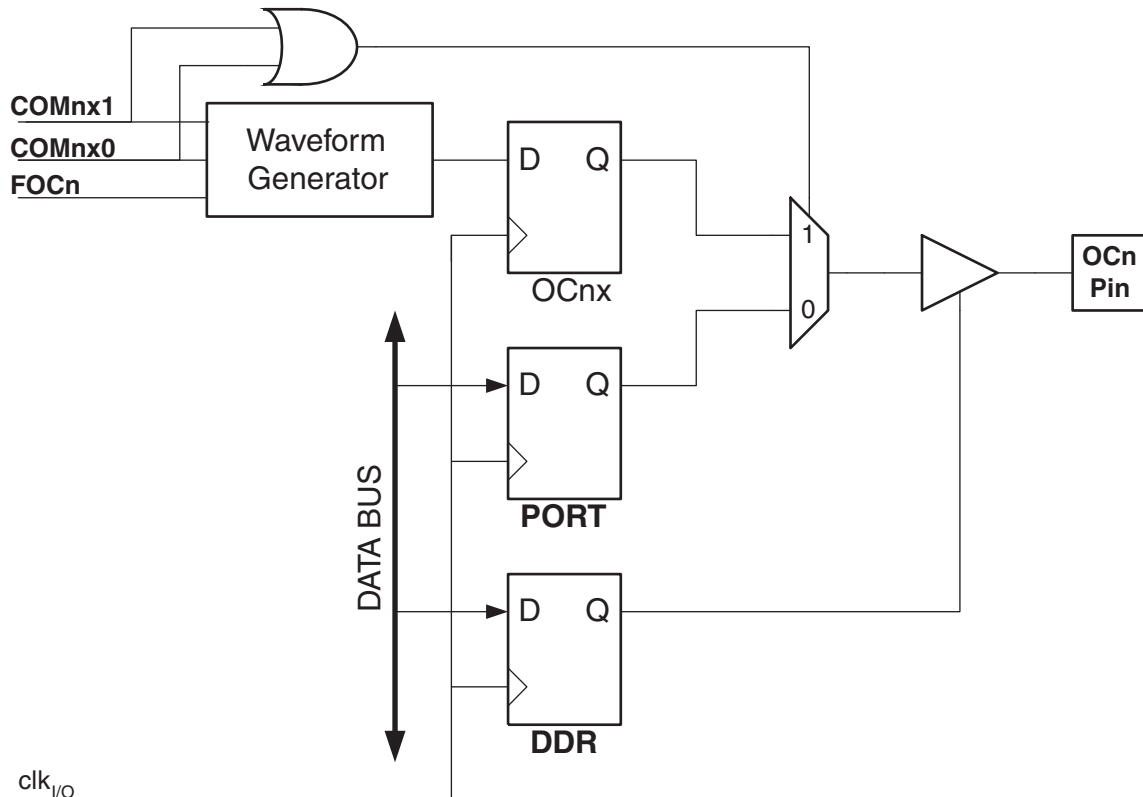 COMnx1
COMnx0
FOCn
Waveform
Generator
D Q
OCnx
1
0
OCn
Pin
D Q
PORT
DATA BUS
D Q
DDR
clkI/O